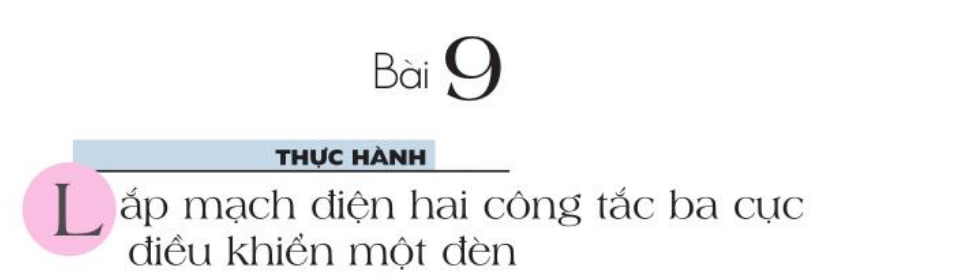 Bài 9
THỰC HÀNH
Lắp mạch điện hai công tắc ba cực
điều khiển một đèn